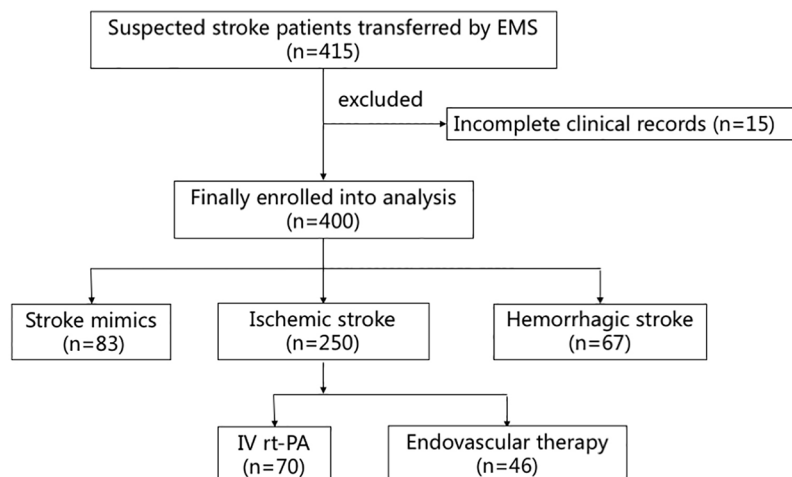 Suspected stroke patients transferred by EMS
(n=415)
excluded
Incomplete clinical records (n=15)
Finally enrolled into analysis
(n=400)
Stroke mimics
(n=83)
Ischemic stroke
(n=250)
Hemorrhagic stroke
(n=67)
IV rt-PA
(n=70)
Endovascular therapy
(n=46)